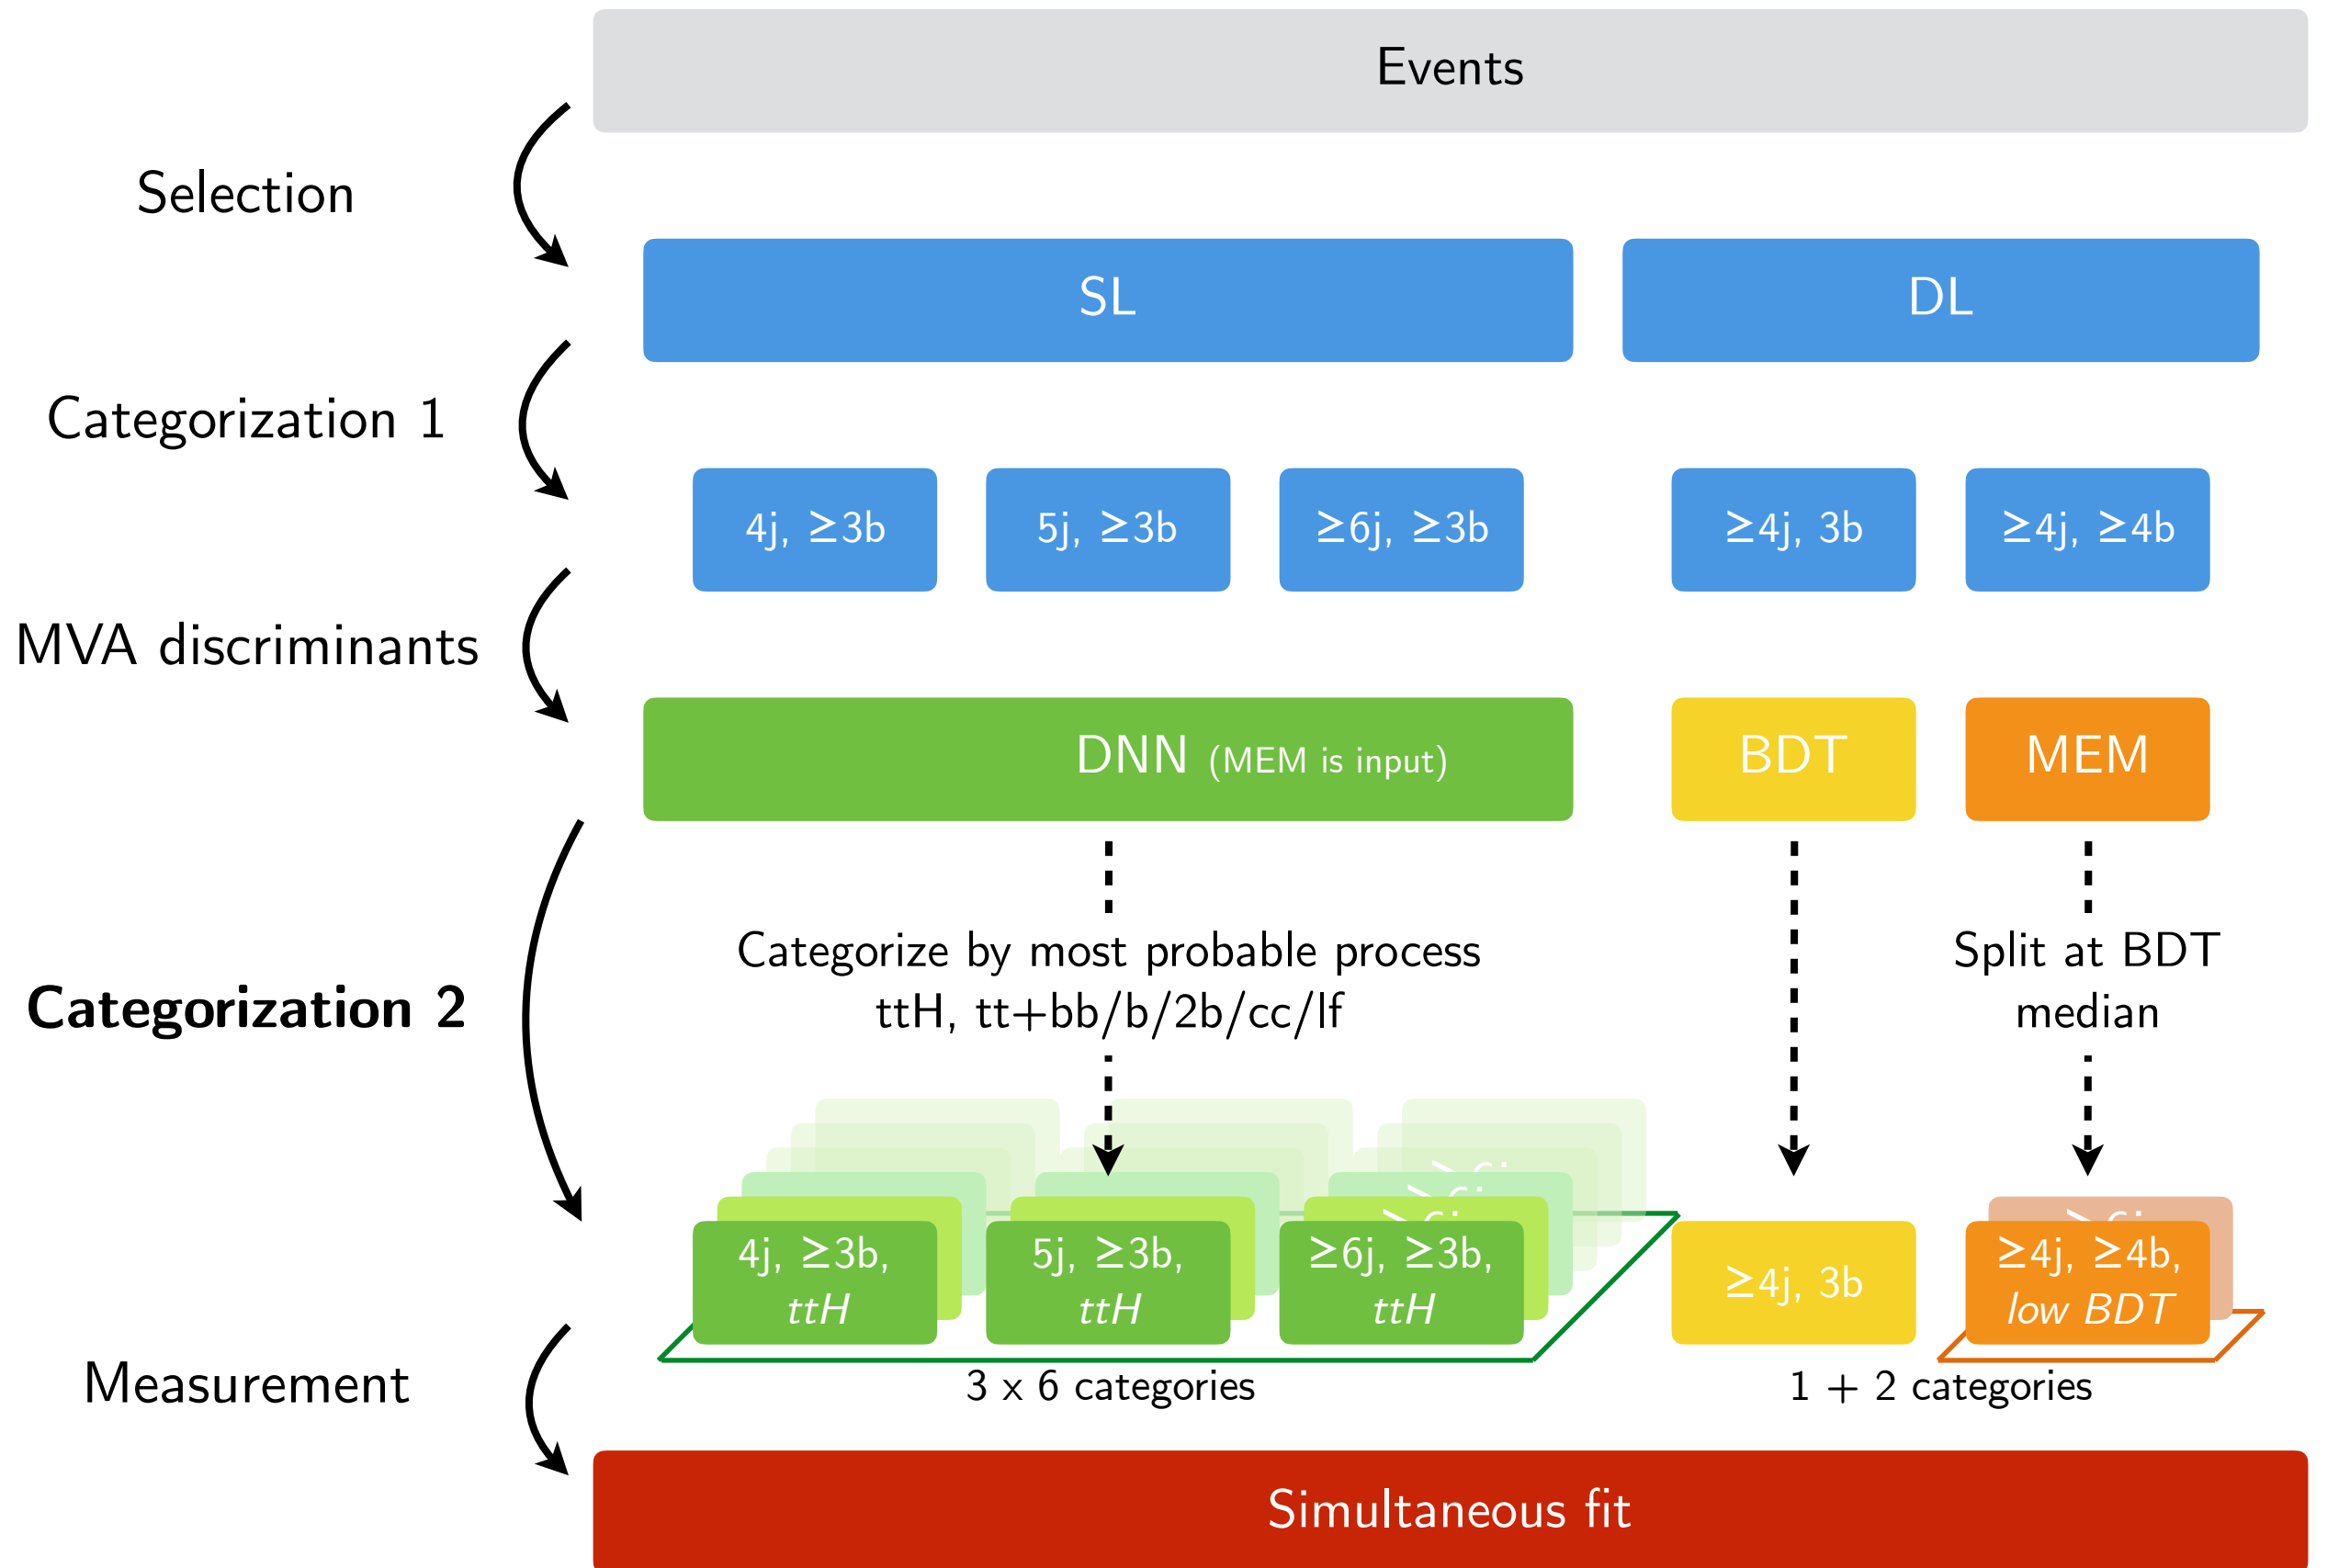 Events
Selection
SL
DL
Categorization 1
4j, ≥3b
5j, ≥3b
≥6j, ≥3b
≥4j, 3b
≥4j, ≥4b
MVA discriminants
DNN (MEM is input)
BDT
MEM
Categorize by most probable process
ttH, tt+bb/b/2b/cc/lf
Split at BDT
median
Categorization 2
4j, ≥3b,
ttH
5j, ≥3b,
ttH
≥6j, ≥3b,
ttH
≥4j, 3b
≥4j, ≥4b,
low BDT
3 x 6 categories
1 + 2 categories
Measurement
Simultaneous fit